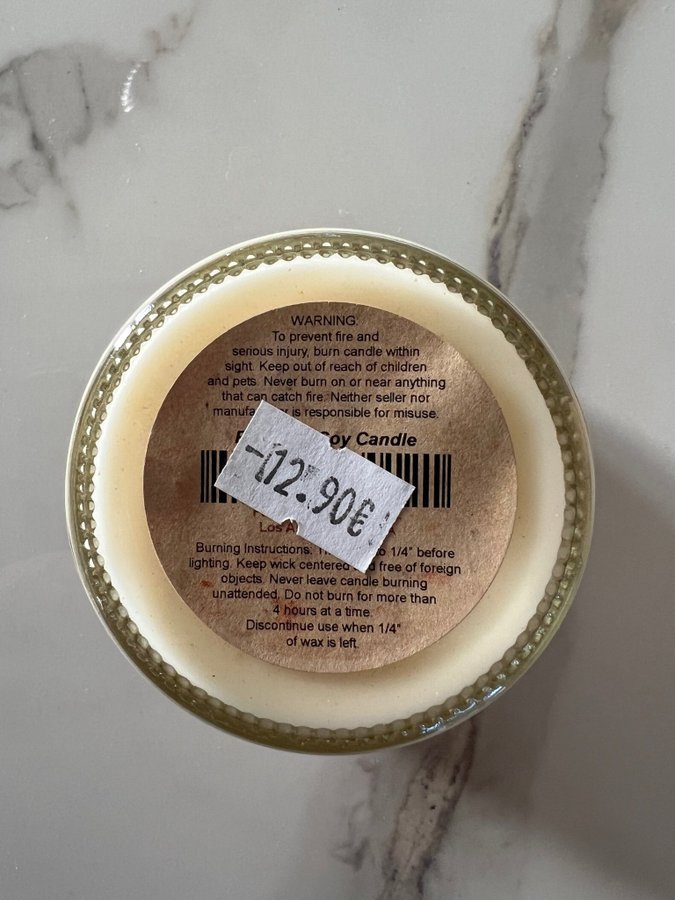 WARNING:
To prevent fire and
serious injury, burn candle within
sight. Keep out of reach of children
and pets. Never burn on or near anything
that can catch fire. Neither seller nor
is responsible for misuse.
Soy Candle
12.90€
Los
Burning Instructions: 1/4" before
lighting. Keep wick centered free of foreign
objects. Never leave candle burning
unattended. Do not burn for more than
4 hours at a time.
Discontinue use when 1/4"
of wax is left.